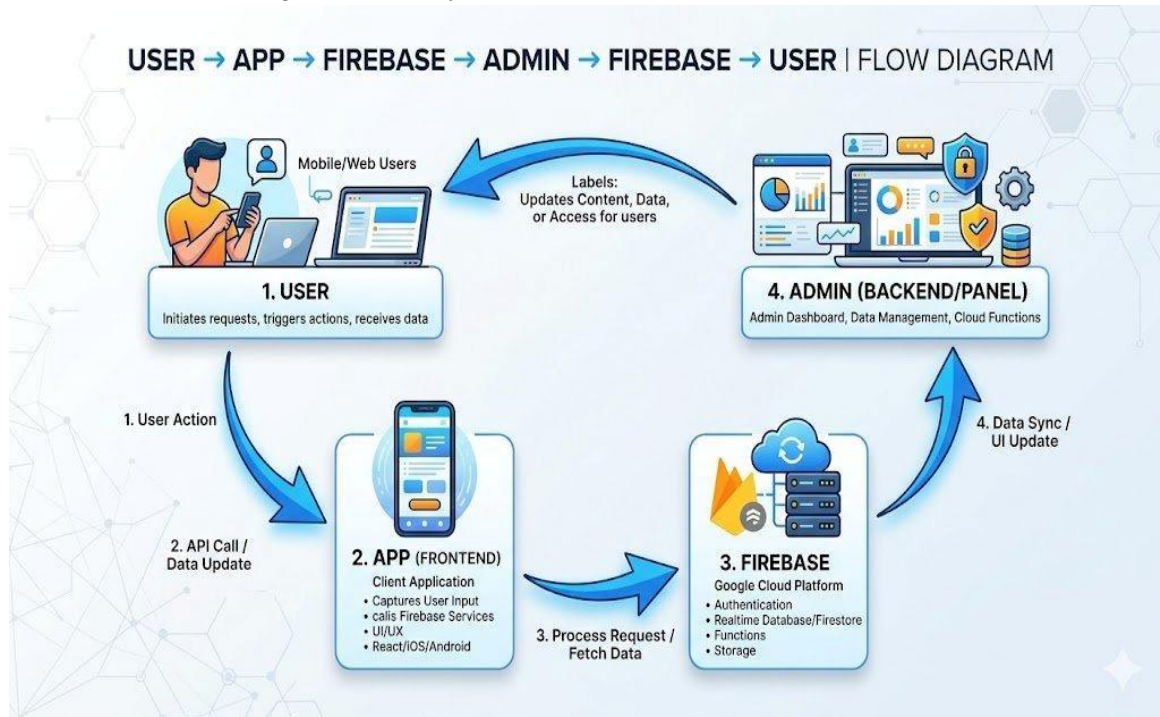 USER → APP → FIREBASE → ADMIN → FIREBASE → USER | FLOW DIAGRAM
Mobile/Web Users
Labels:
Updates Content, Data,
or Access for users
1. USER
Initiates requests, triggers actions, receives data
4. ADMIN (BACKEND/PANEL)
Admin Dashboard, Data Management, Cloud Functions
1. User Action
4. Data Sync /
UI Update
2. API Call /
Data Update
2. APP (FRONTEND)
Client Application
• Captures User Input
• calis Firebase Services
• UI/UX
• React/iOS/Android
3. Process Request /
Fetch Data
3. FIREBASE
Google Cloud Platform
• Authentication
• Realtime Database/Firestore
• Functions
• Storage